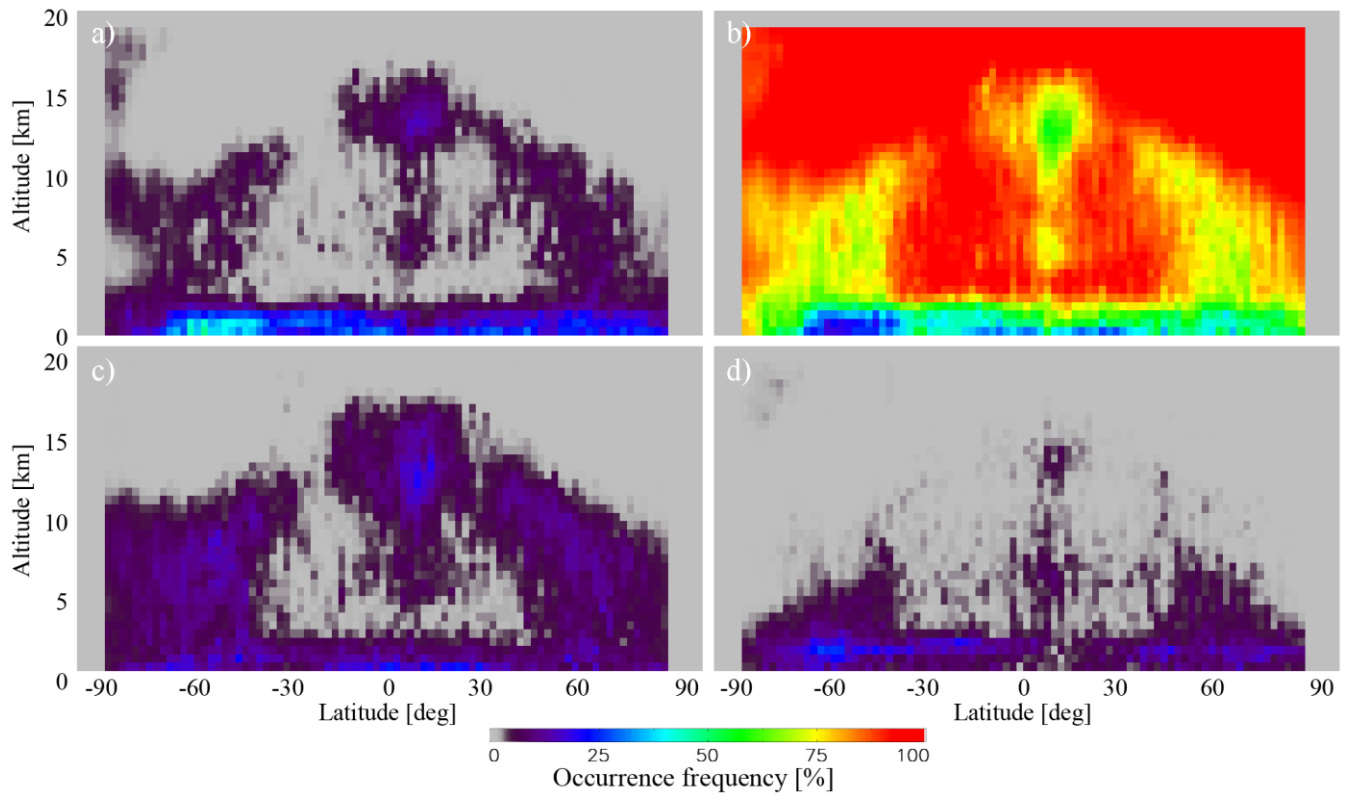 20
a)
b)
15
10
5
0
Altitude [km]
20
c)
d)
15
10
5
0
Altitude [km]
-90 -60 -30 0 30 60 90
-90 -60 -30 0 30 60 90
Latitude [deg]
Latitude [deg]
0 25 50 75 100
Occurrence frequency [%]